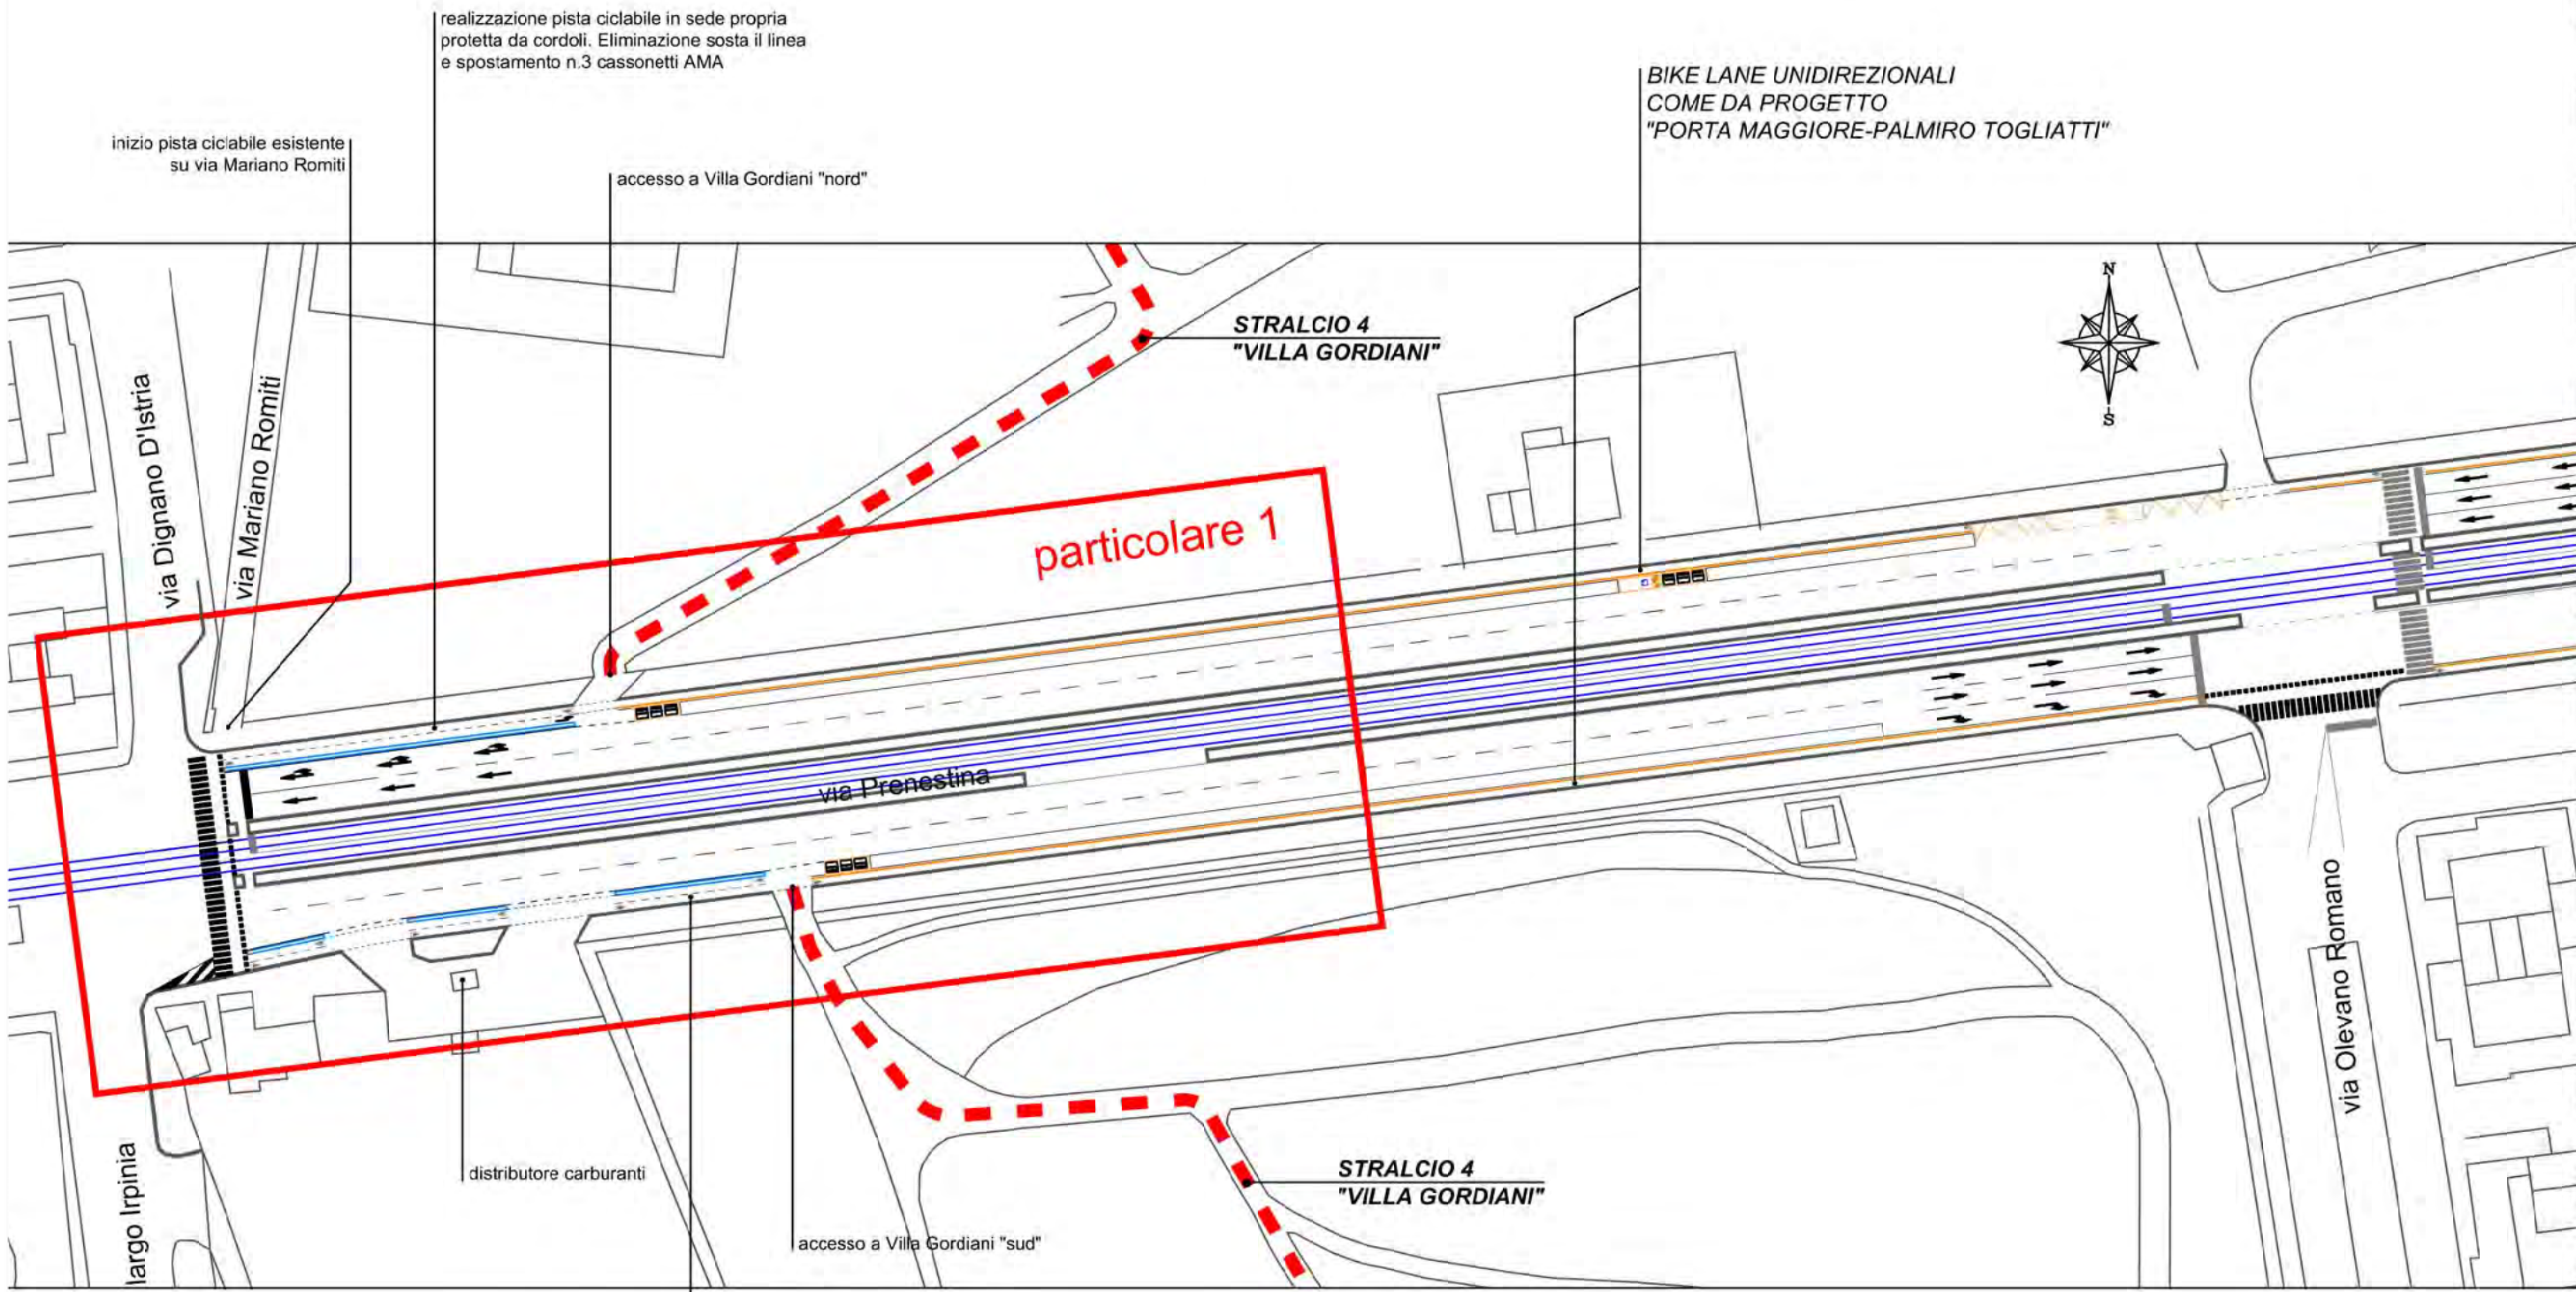 realizzazione pista ciclabile in sede propria
protetta da cordoli. Eliminazione sosta il linea
e spostamento n.3 cassonetti AMA
BIKE LANE UNIDIREZIONALI
COME DA PROGETTO
"PORTA MAGGIORE-PALMIRO TOGLIATTI"
inizio pista ciclabile esistente
su via Mariano Romiti
accesso a Villa Gordiani "nord"
N
S
STRALCIO 4
"VILLA GORDIANI"
via Dignano D'Istria
via Mariano Romiti
particolare 1
via Prenestina
via Olevano Romano
largo Irpinia
distributore carburanti
accesso a Villa Gordiani "sud"
STRALCIO 4
"VILLA GORDIANI"